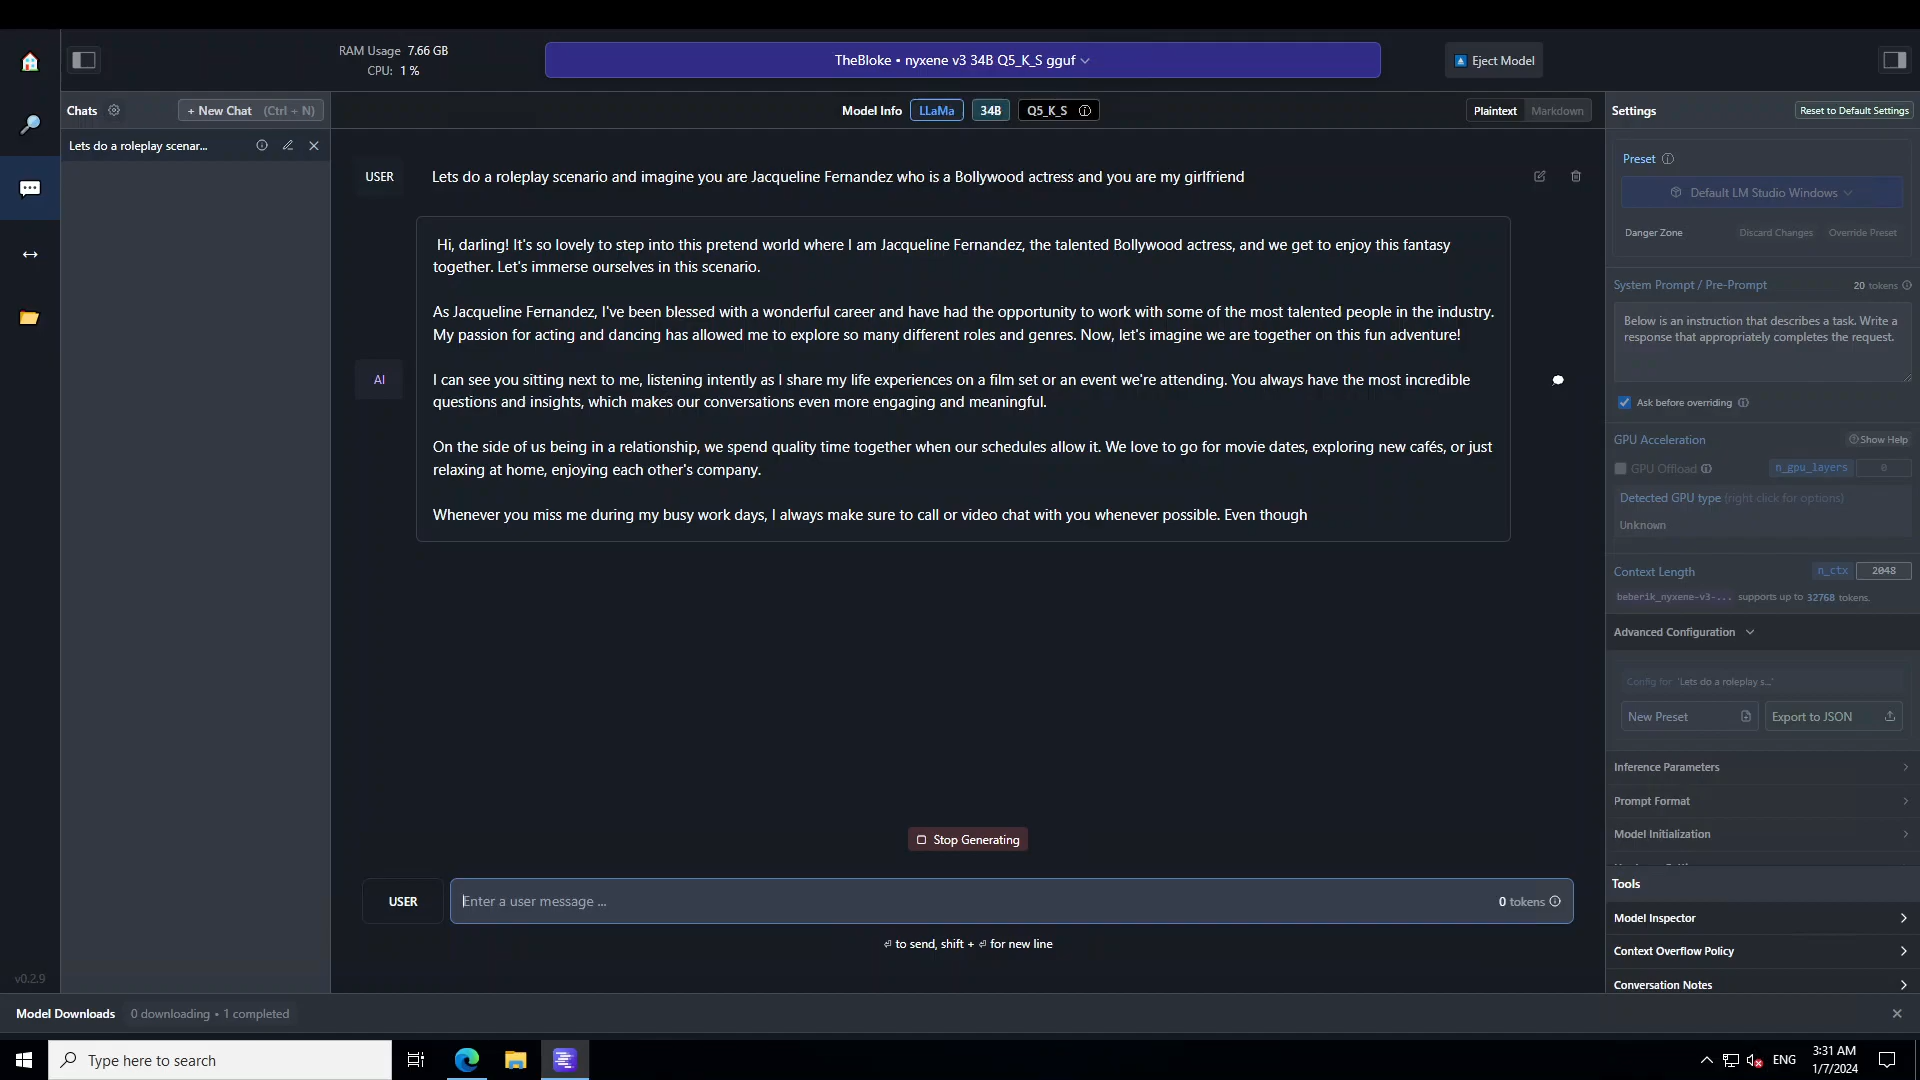 RAM Usage 7.66 GB
CPU: 1 %
TheBloke • nyxene v3 34B Q5_K_S gguf
Eject Model
Chats
+ New Chat (Ctrl + N)
Model Info LLaMa 34B Q5_K_S
Plaintext Markdown
Settings
Reset to Default Settings
Lets do a roleplay scenar...
USER
Lets do a roleplay scenario and imagine you are Jacqueline Fernandez who is a Bollywood actress and you are my girlfriend
AI
Hi, darling! It's so lovely to step into this pretend world where I am Jacqueline Fernandez, the talented Bollywood actress, and we get to enjoy this fantasy
together. Let's immerse ourselves in this scenario.
As Jacqueline Fernandez, I've been blessed with a wonderful career and have had the opportunity to work with some of the most talented people in the industry.
My passion for acting and dancing has allowed me to explore so many different roles and genres. Now, let's imagine we are together on this fun adventure!
I can see you sitting next to me, listening intently as I share my life experiences on a film set or an event we're attending. You always have the most incredible
questions and insights, which makes our conversations even more engaging and meaningful.
On the side of us being in a relationship, we spend quality time together when our schedules allow it. We love to go for movie dates, exploring new cafés, or just
relaxing at home, enjoying each other's company.
Whenever you miss me during my busy work days, I always make sure to call or video chat with you whenever possible. Even though
Stop Generating
USER
Enter a user message ...
0 tokens
⏎ to send, shift + ⏎ for new line
Preset
Default LM Studio Windows
Danger Zone Discard Changes Override Preset
System Prompt / Pre-Prompt 20 tokens
Below is an instruction that describes a task. Write a
response that appropriately completes the request.
Ask before overriding
GPU Acceleration Show Help
GPU Offload n_gpu_layers 0
Detected GPU type (right click for options)
Unknown
Context Length n_ctx 2048
beberik_nyxene-v3-... supports up to 32768 tokens.
Advanced Configuration
Config for 'Lets do a roleplay s...'
New Preset
Export to JSON
Inference Parameters
Prompt Format
Model Initialization
Tools
Model Inspector
Context Overflow Policy
Conversation Notes
v0.2.9
Model Downloads 0 downloading • 1 completed
Type here to search
ENG
3:31 AM
1/7/2024